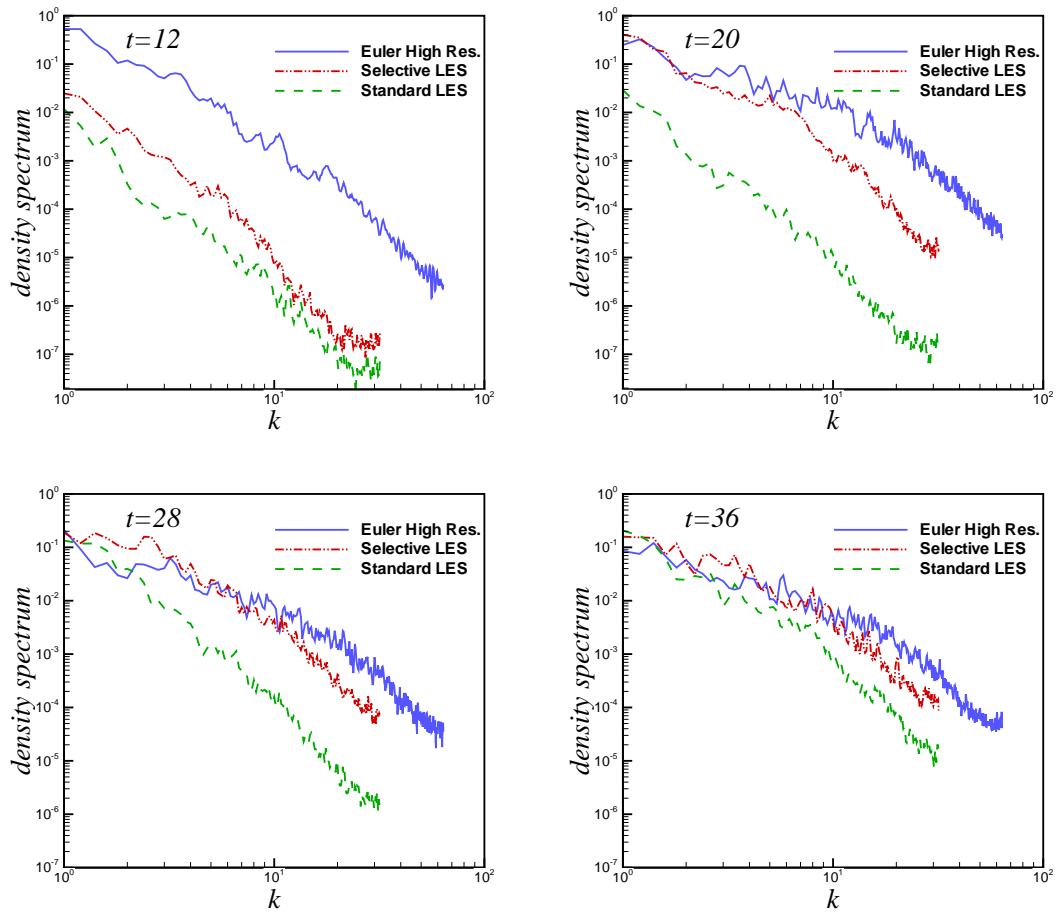 t=12
Euler High Res.
Selective LES
Standard LES
density spectrum
10^0
10^-1
10^-2
10^-3
10^-4
10^-5
10^-6
10^-7
10^0 10^1 10^2
k
t=20
Euler High Res.
Selective LES
Standard LES
density spectrum
10^0
10^-1
10^-2
10^-3
10^-4
10^-5
10^-6
10^-7
10^0 10^1 10^2
k
t=28
Euler High Res.
Selective LES
Standard LES
density spectrum
10^0
10^-1
10^-2
10^-3
10^-4
10^-5
10^-6
10^-7
10^0 10^1 10^2
k
t=36
Euler High Res.
Selective LES
Standard LES
density spectrum
10^0
10^-1
10^-2
10^-3
10^-4
10^-5
10^-6
10^-7
10^0 10^1 10^2
k